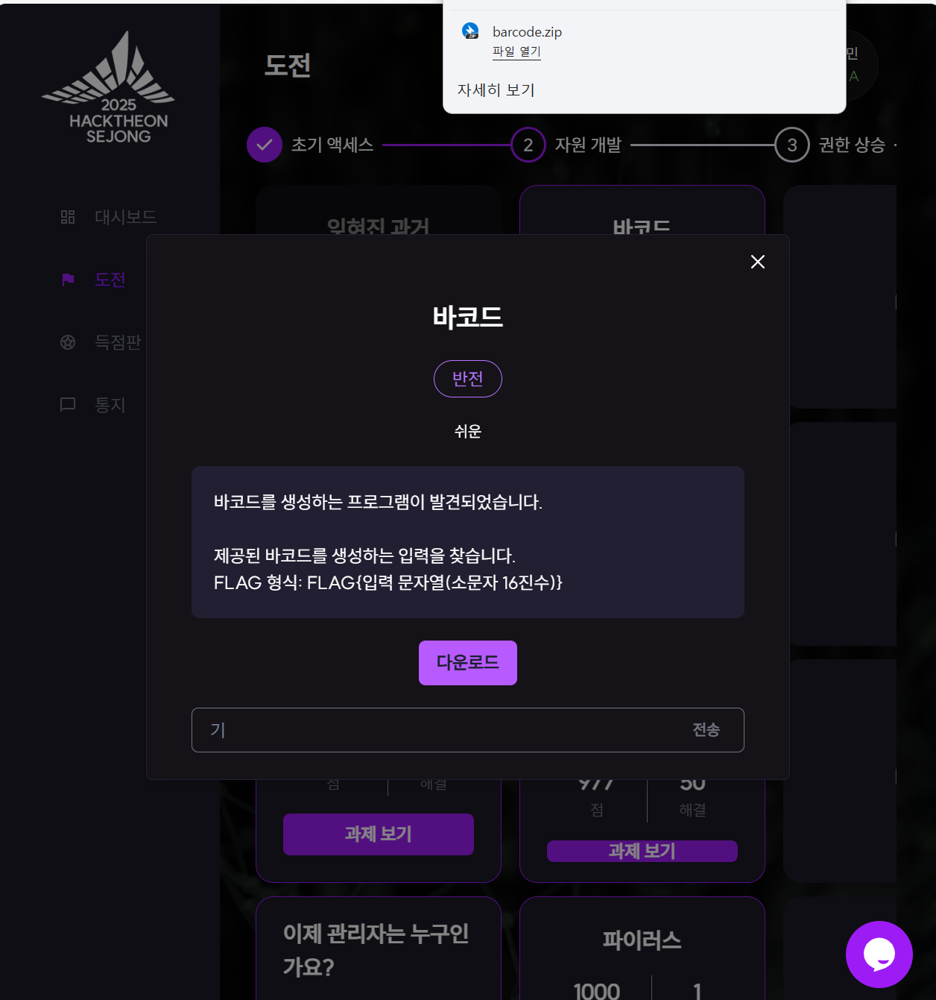 barcode.zip
파일 열기
자세히 보기
2025
HACKTHEON
SEJONG
도전
민
A
초기 액세스
2
자원 개발
3
권한 상승
대시보드
도전
득점판
통지
잊혀진 과거
바코드
바코드
반전
쉬운
바코드를 생성하는 프로그램이 발견되었습니다.
제공된 바코드를 생성하는 입력을 찾습니다.
FLAG 형식: FLAG{입력 문자열(소문자 16진수)}
다운로드
기
전송
점
해결
977
50
점
해결
과제 보기
과제 보기
이제 관리자는 누구인
가요?
파이러스
1000
1